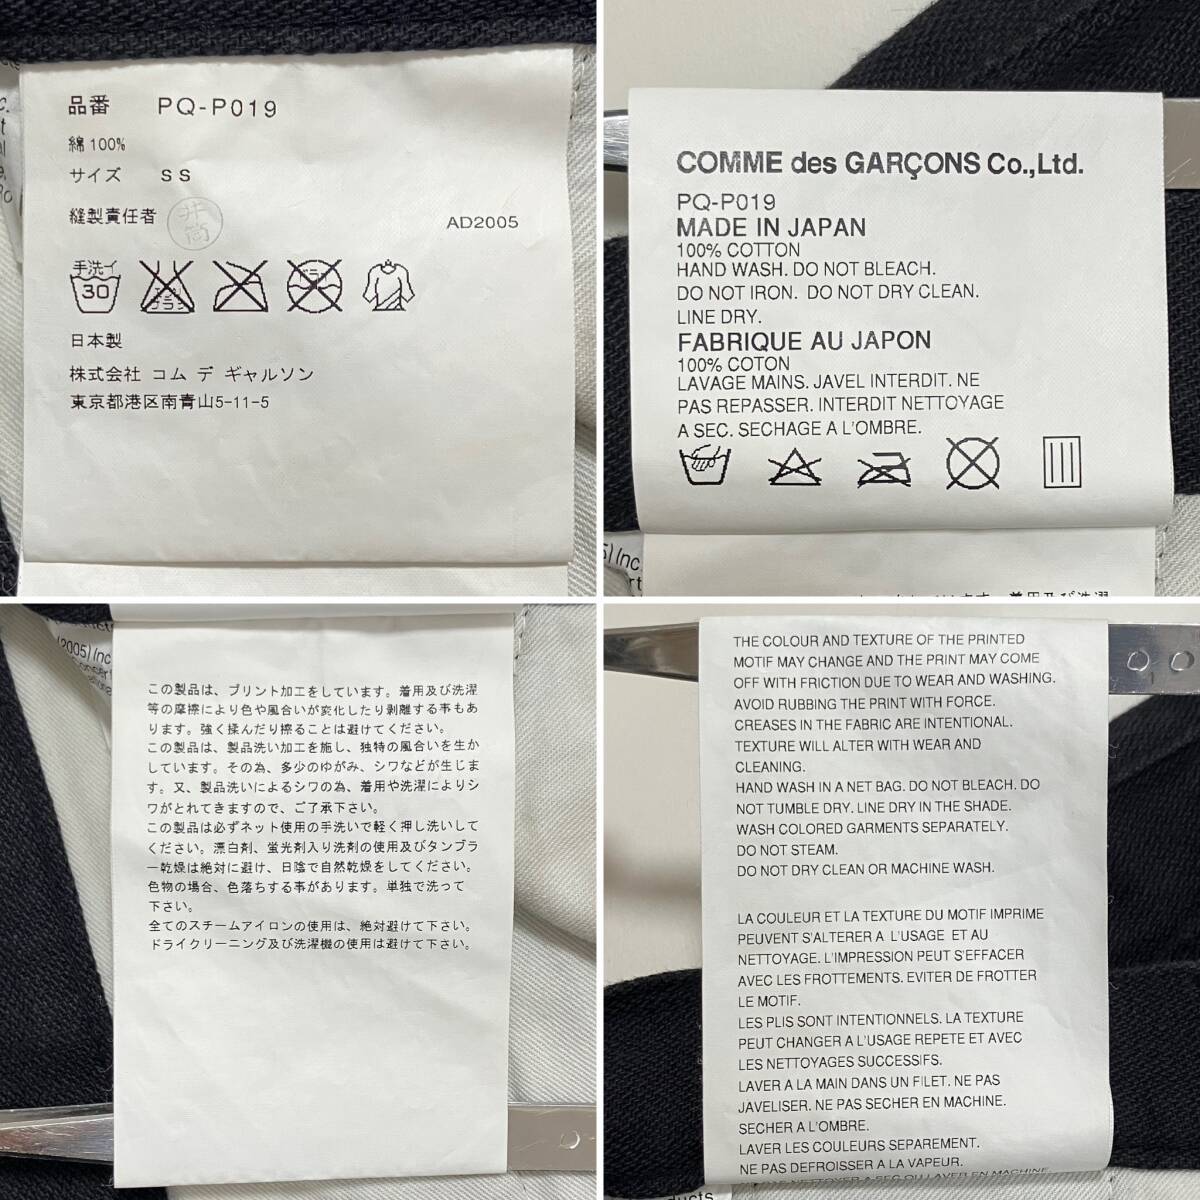 品番 PQ-P019
綿 100%
サイズ SS
縫製責任者 井筒
AD2005
手洗イ
30
日本製
株式会社 コム デ ギャルソン
東京都港区南青山5-11-5
COMME des GARÇONS Co.,Ltd.
PQ-P019
MADE IN JAPAN
100% COTTON
HAND WASH. DO NOT BLEACH.
DO NOT IRON. DO NOT DRY CLEAN.
LINE DRY.
FABRIQUE AU JAPON
100% COTON
LAVAGE MAINS. JAVEL INTERDIT. NE
PAS REPASSER. INTERDIT NETTOYAGE
A SEC. SECHAGE A L'OMBRE.
(2005) Inc
この製品は、プリント加工をしています。着用及び洗濯
等の摩擦により色や風合いが変化したり剥離する事もあ
ります。強く揉んだり擦ることは避けてください。
この製品は、製品洗い加工を施し、独特の風合いを生か
しています。その為、多少のゆがみ、シワなどが生じま
す。又、製品洗いによるシワの為、着用や洗濯によりシ
ワがとれてきますので、ご了承下さい。
この製品は必ずネット使用の手洗いで軽く押し洗いして
ください。漂白剤、蛍光剤入り洗剤の使用及びタンブラ
ー乾燥は絶対に避け、日陰で自然乾燥をしてください。
色物の場合、色落ちする事があります。単独で洗って
下さい。
全てのスチームアイロンの使用は、絶対避けて下さい。
ドライクリーニング及び洗濯機の使用は避けて下さい。
THE COLOUR AND TEXTURE OF THE PRINTED
MOTIF MAY CHANGE AND THE PRINT MAY COME
OFF WITH FRICTION DUE TO WEAR AND WASHING.
AVOID RUBBING THE PRINT WITH FORCE.
CREASES IN THE FABRIC ARE INTENTIONAL.
TEXTURE WILL ALTER WITH WEAR AND
CLEANING.
HAND WASH IN A NET BAG. DO NOT BLEACH. DO
NOT TUMBLE DRY. LINE DRY IN THE SHADE.
WASH COLORED GARMENTS SEPARATELY.
DO NOT STEAM.
DO NOT DRY CLEAN OR MACHINE WASH.
LA COULEUR ET LA TEXTURE DU MOTIF IMPRIME
PEUVENT S'ALTERER A L'USAGE ET AU
NETTOYAGE. L'IMPRESSION PEUT S'EFFACER
AVEC LES FROTTEMENTS. EVITER DE FROTTER
LE MOTIF.
LES PLIS SONT INTENTIONNELS. LA TEXTURE
PEUT CHANGER A L'USAGE REPETE ET AVEC
LES NETTOYAGES SUCCESSIFS.
LAVER A LA MAIN DANS UN FILET. NE PAS
JAVELISER. NE PAS SECHER EN MACHINE.
SECHER A L'OMBRE.
LAVER LES COULEURS SEPAREMENT.
NE PAS DEFROISSER A LA VAPEUR.